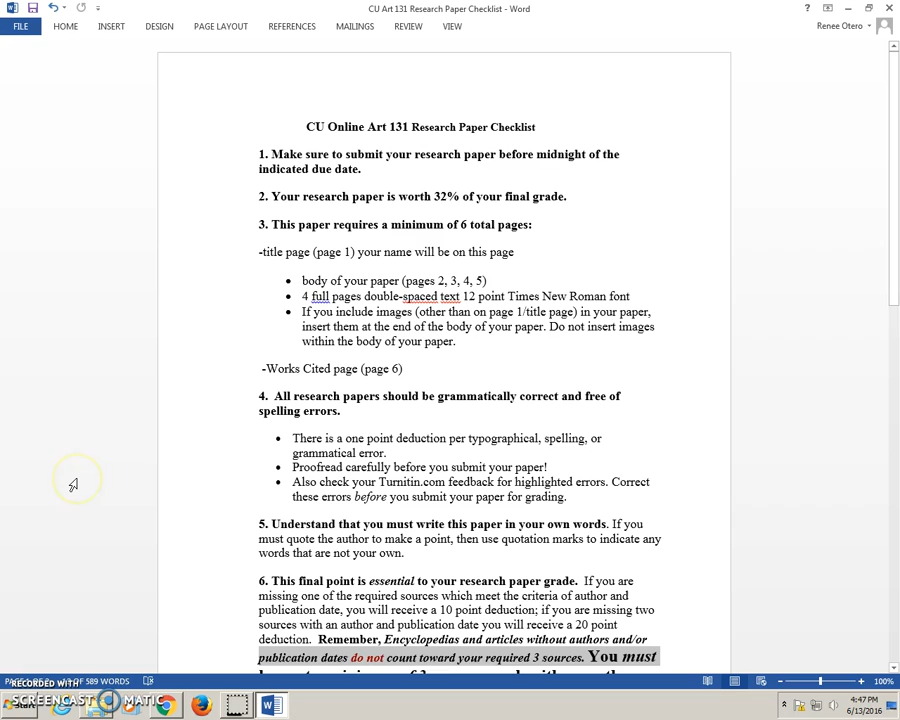 CU Art 131 Research Paper Checklist - Word
FILE HOME INSERT DESIGN PAGE LAYOUT REFERENCES MAILINGS REVIEW VIEW Renee Otero
CU Online Art 131 Research Paper Checklist
1. Make sure to submit your research paper before midnight of the
indicated due date.
2. Your research paper is worth 32% of your final grade.
3. This paper requires a minimum of 6 total pages:
-title page (page 1) your name will be on this page
• body of your paper (pages 2, 3, 4, 5)
• 4 full pages double-spaced text 12 point Times New Roman font
• If you include images (other than on page 1/title page) in your paper,
insert them at the end of the body of your paper. Do not insert images
within the body of your paper.
-Works Cited page (page 6)
4. All research papers should be grammatically correct and free of
spelling errors.
• There is a one point deduction per typographical, spelling, or
grammatical error.
• Proofread carefully before you submit your paper!
• Also check your Turnitin.com feedback for highlighted errors. Correct
these errors before you submit your paper for grading.
5. Understand that you must write this paper in your own words. If you
must quote the author to make a point, then use quotation marks to indicate any
words that are not your own.
6. This final point is essential to your research paper grade. If you are
missing one of the required sources which meet the criteria of author and
publication date, you will receive a 10 point deduction; if you are missing two
sources with an author and publication date you will receive a 20 point
deduction. Remember, Encyclopedias and articles without authors and/or
publication dates do not count toward your required 3 sources. You must
OF 589 WORDS
100%
RECORDED WITH
SCREENCAST MATIC
Start
4:47 PM
6/13/2016